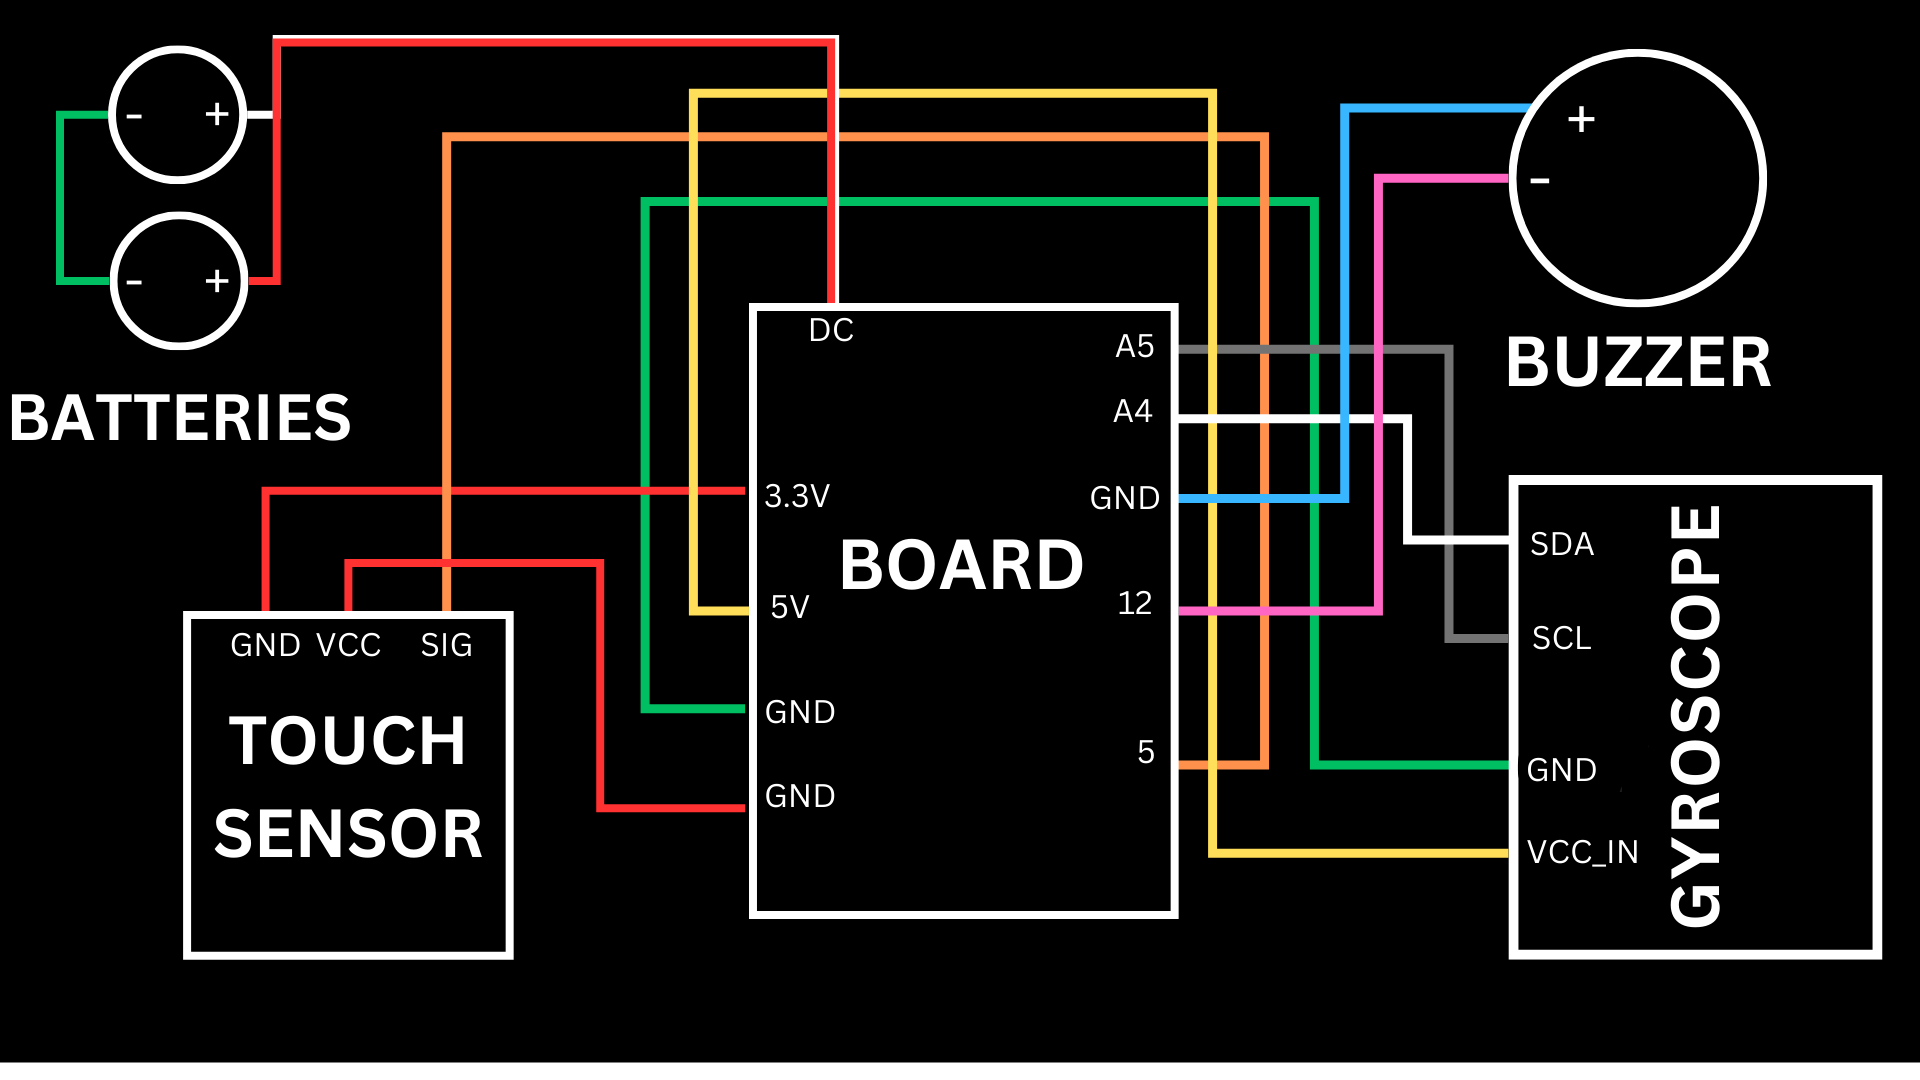 - +
- +
BATTERIES
+
-
BUZZER
GND VCC SIG
TOUCH
SENSOR
DC
3.3V
5V
GND
GND
BOARD
A5
A4
GND
12
5
SDA
SCL
GND
VCC_IN
GYROSCOPE